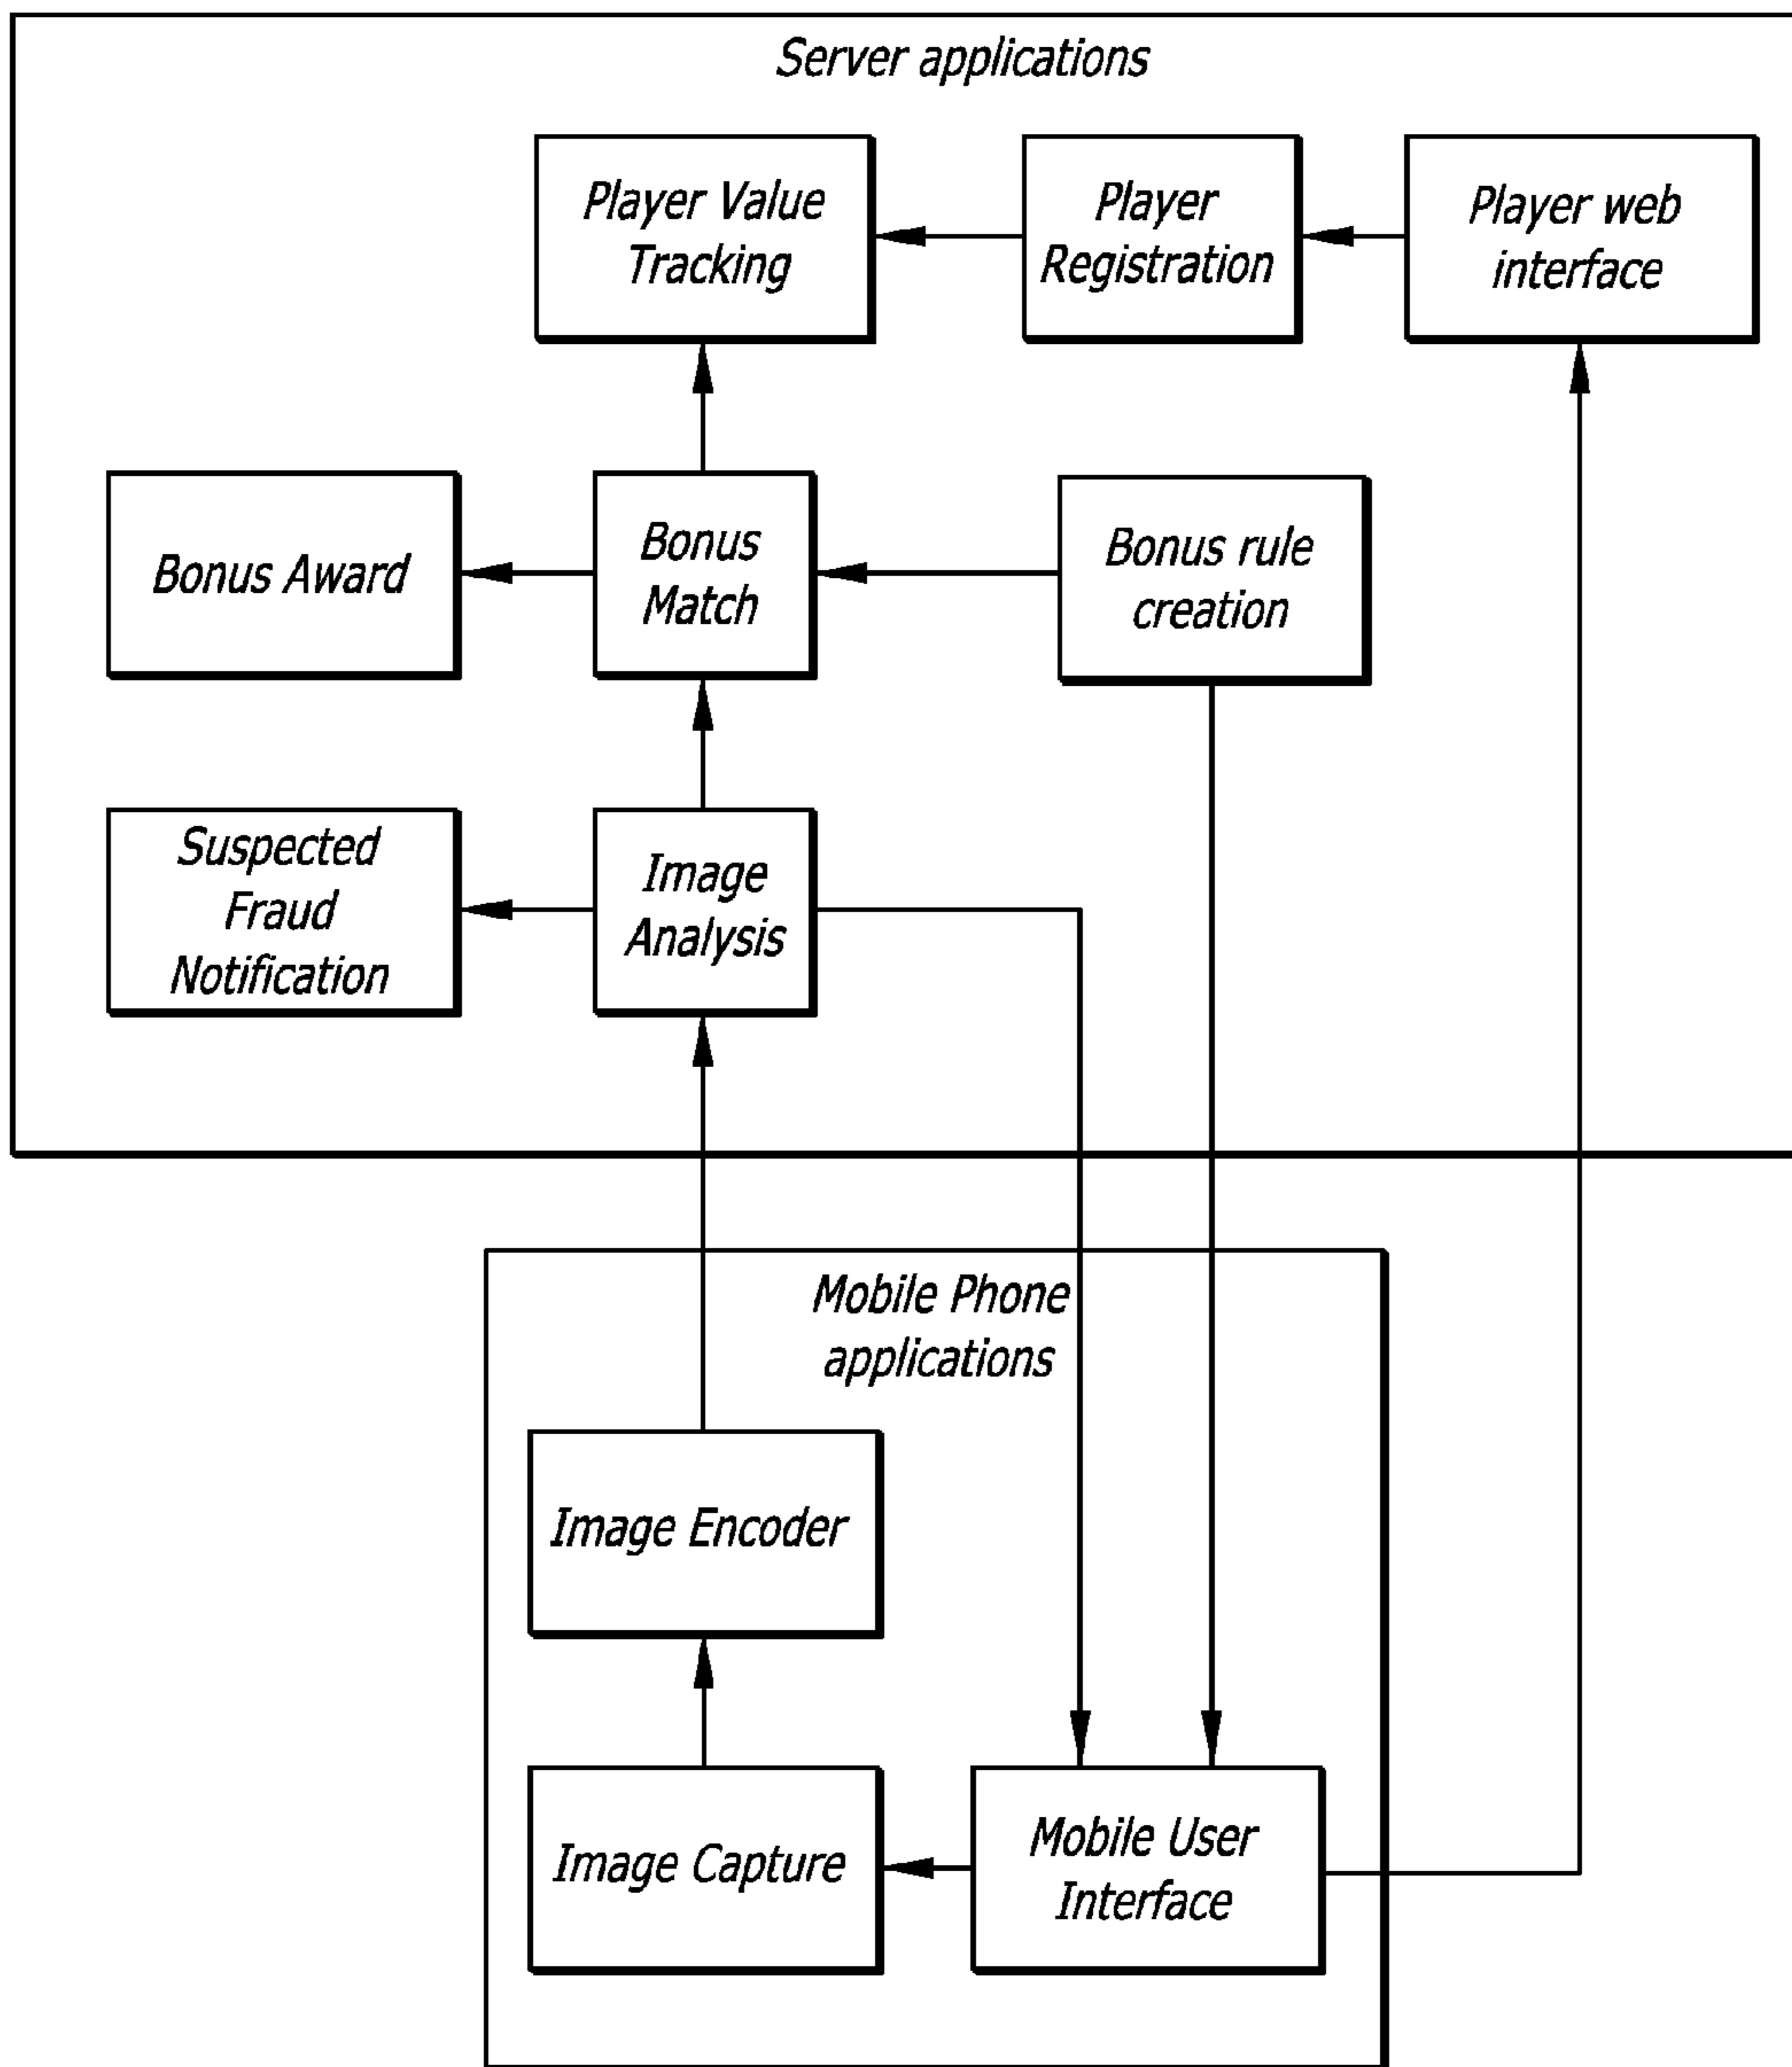 Server applications
Player Value
Tracking
Player
Registration
Player web
interface
Bonus Award
Bonus
Match
Bonus rule
creation
Suspected
Fraud
Notification
Image
Analysis
Mobile Phone
applications
Image Encoder
Image Capture
Mobile User
Interface